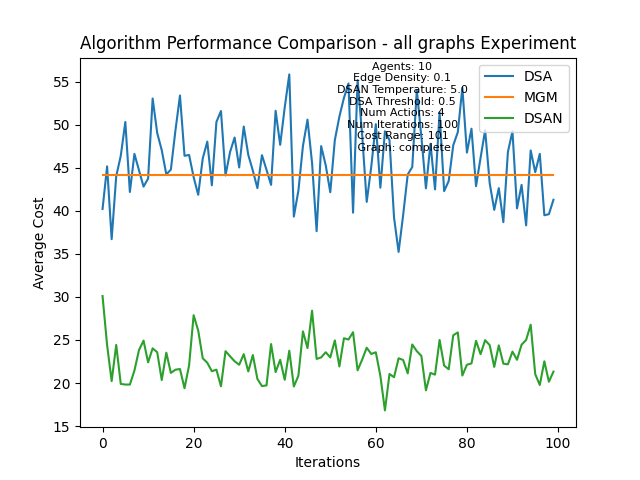 Algorithm Performance Comparison - all graphs Experiment
Agents: 10
Edge Density: 0.1
DSAN Temperature: 5.0
DSA Threshold: 0.5
Num Actions: 4
Num Iterations: 100
Cost Range: 101
Graph: complete
DSA
MGM
DSAN
Average Cost
55
50
45
40
35
30
25
20
15
0 20 40 60 80 100
Iterations